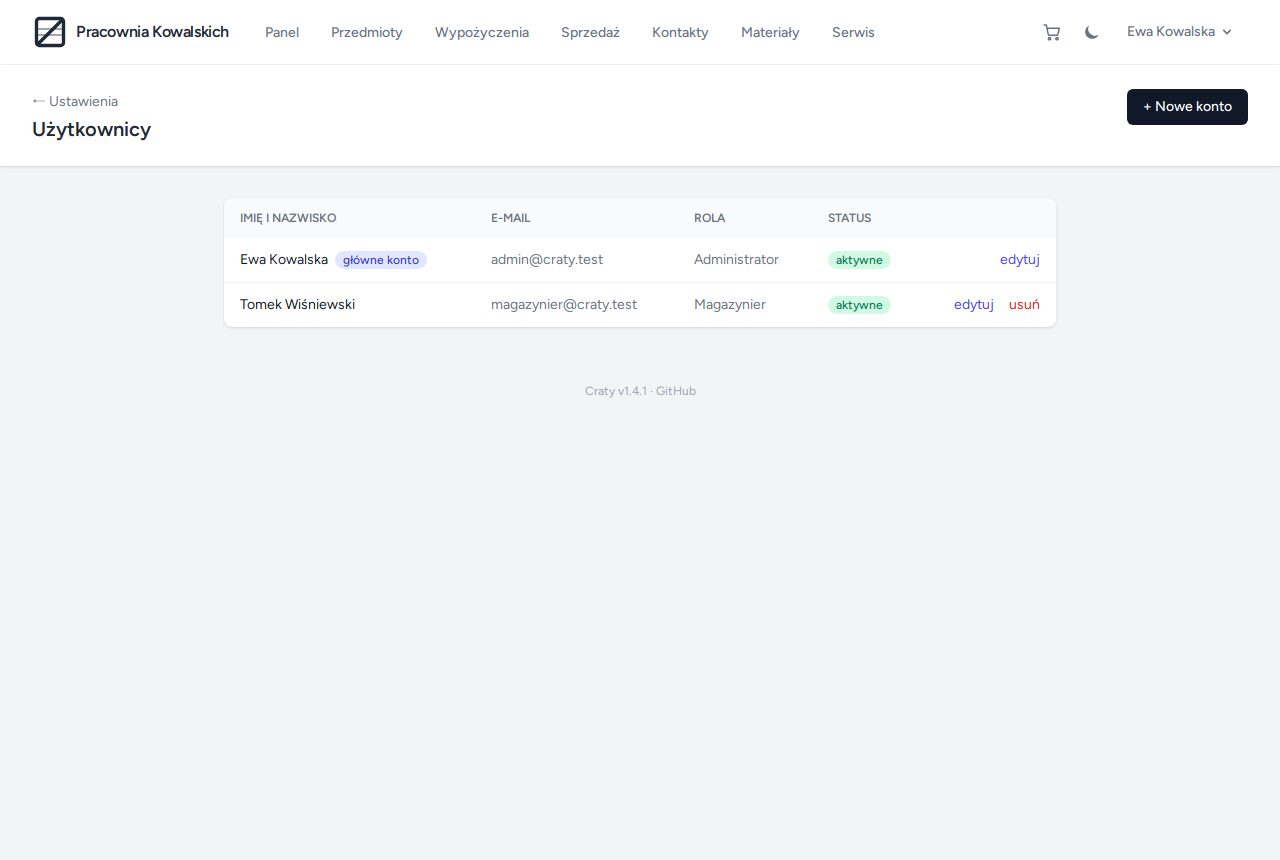 Pracownia Kowalskich Panel Przedmioty Wypożyczenia Sprzedaż Kontakty Materiały Serwis Ewa Kowalska
← Ustawienia
Użytkownicy
+ Nowe konto
IMIĘ I NAZWISKO E-MAIL ROLA STATUS
Ewa Kowalska główne konto admin@craty.test Administrator aktywne edytuj
Tomek Wiśniewski magazynier@craty.test Magazynier aktywne edytuj usuń
Craty v1.4.1 · GitHub